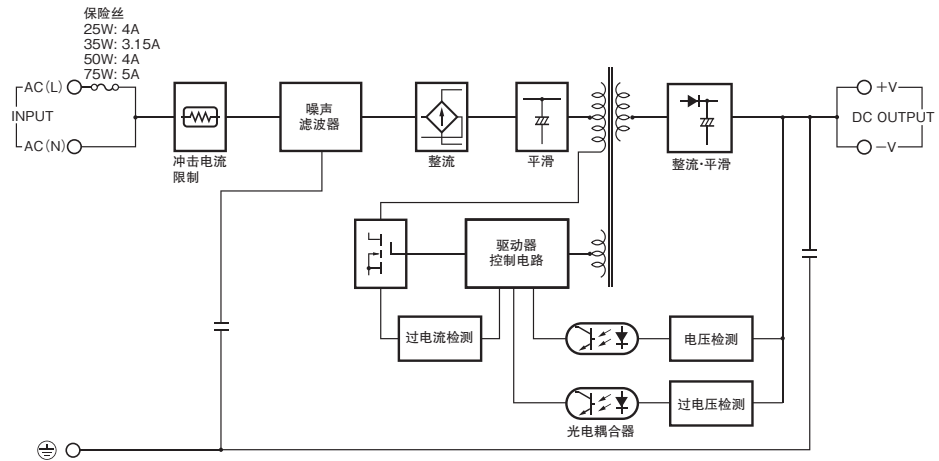 保险丝
25W: 4A
35W: 3.15A
50W: 4A
75W: 5A
AC(L)
INPUT
AC(N)
冲击电流
限制
噪声
滤波器
整流
平滑
整流·平滑
+V
DC OUTPUT
−V
驱动器
控制电路
过电流检测
电压检测
过电压检测
光电耦合器